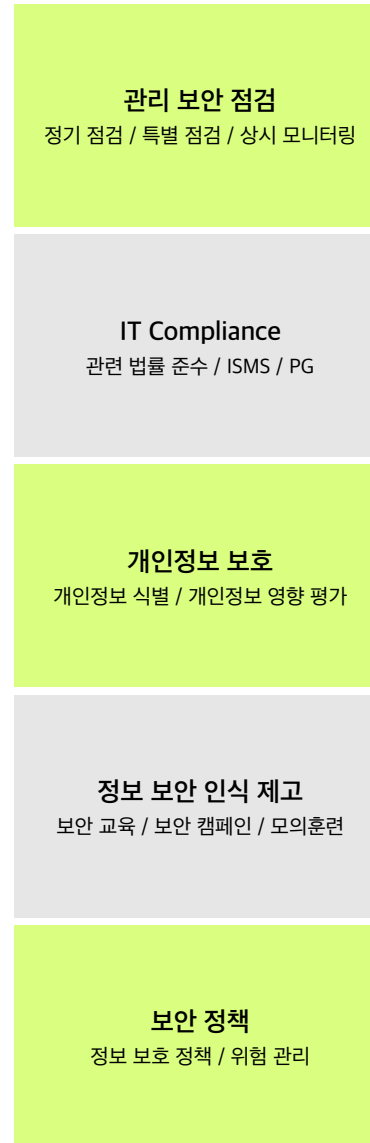 관리 보안 점검
정기 점검 / 특별 점검 / 상시 모니터링
IT Compliance
관련 법률 준수 / ISMS / PG
개인정보 보호
개인정보 식별 / 개인정보 영향 평가
정보 보안 인식 제고
보안 교육 / 보안 캠페인 / 모의훈련
보안 정책
정보 보호 정책 / 위험 관리